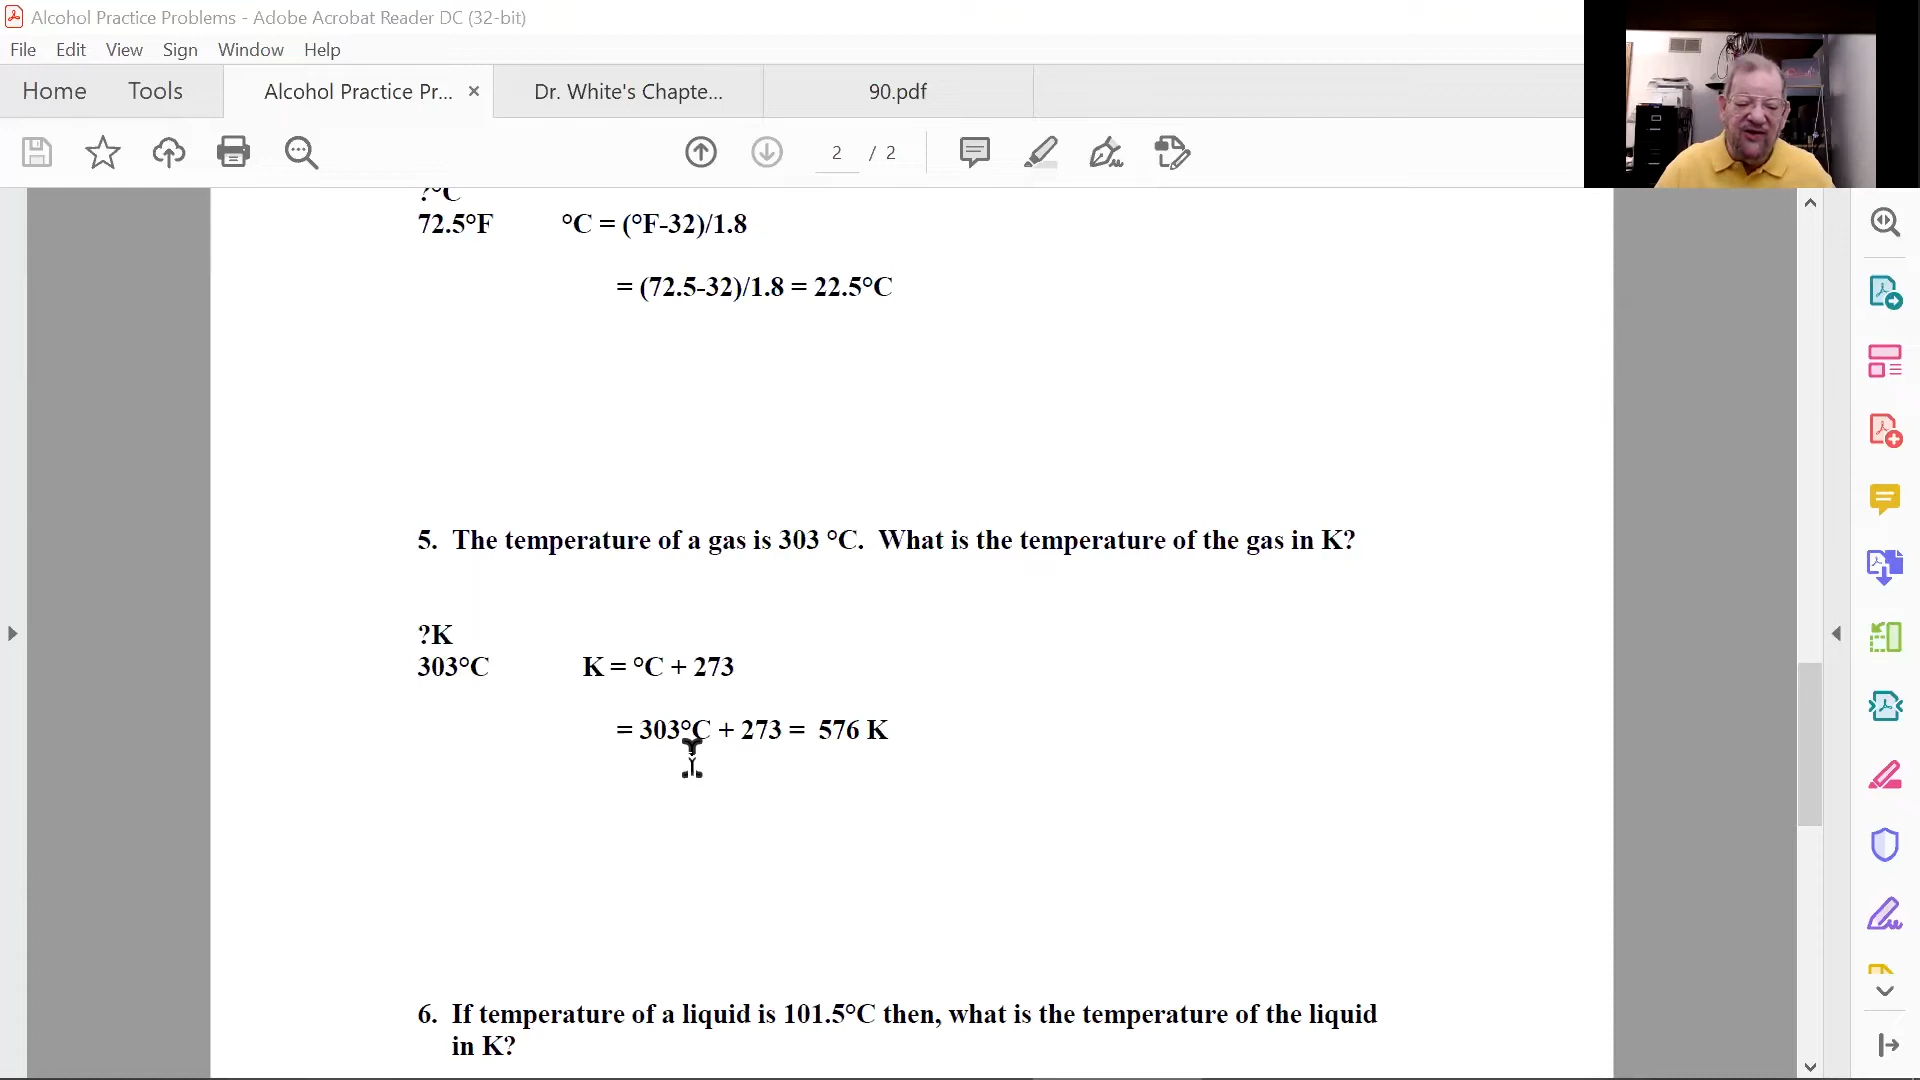 Alcohol Practice Problems - Adobe Acrobat Reader DC (32-bit)
File Edit View Sign Window Help
Home Tools Alcohol Practice Pr... × Dr. White's Chapte... 90.pdf
2 / 2
?°C
72.5°F °C = (°F-32)/1.8
= (72.5-32)/1.8 = 22.5°C
5. The temperature of a gas is 303 °C. What is the temperature of the gas in K?
?K
303°C K = °C + 273
= 303°C + 273 = 576 K
6. If temperature of a liquid is 101.5°C then, what is the temperature of the liquid
in K?